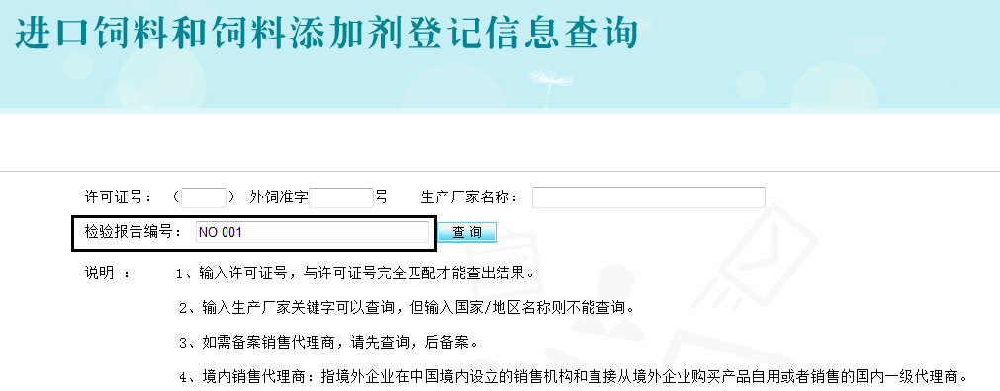 进口饲料和饲料添加剂登记信息查询
许可证号：（ ） 外饲准字 号 生产厂家名称：
检验报告编号： NO 001 查 询
说明 ： 1、输入许可证号，与许可证号完全匹配才能查出结果。
2、输入生产厂家关键字可以查询，但输入国家/地区名称则不能查询。
3、如需备案销售代理商，请先查询，后备案。
4、境内销售代理商：指境外企业在中国境内设立的销售机构和直接从境外企业购买产品自用或者销售的国内一级代理商。